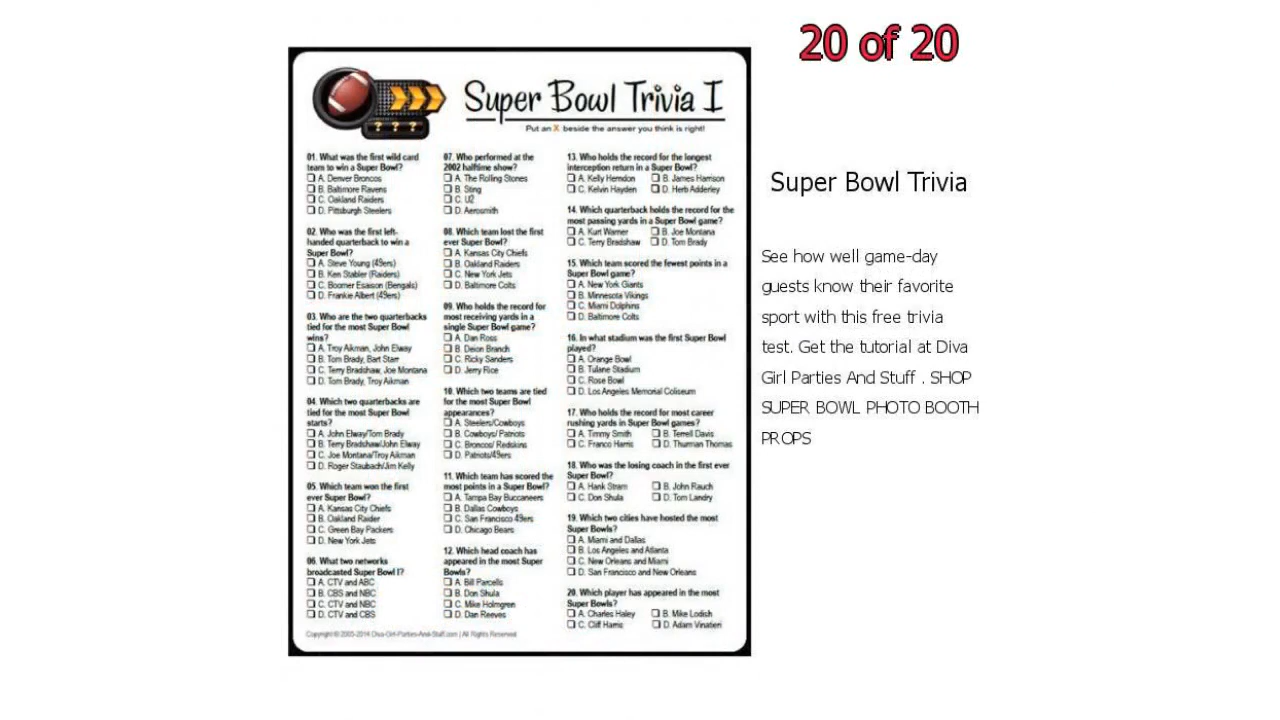 20 of 20
Super Bowl Trivia I
Put an X beside the answer you think is right!
? ? ?
01. What was the first wild card
team to win a Super Bowl?
A. Denver Broncos
B. Baltimore Ravens
C. Oakland Raiders
D. Pittsburgh Steelers
02. Who was the first left-
handed quarterback to win a
Super Bowl?
A. Steve Young (49ers)
B. Ken Stabler (Raiders)
C. Boomer Esaison (Bengals)
D. Frankie Albert (49ers)
03. Who are the two quarterbacks
tied for the most Super Bowl
wins?
A. Troy Aikman, John Elway
B. Tom Brady, Bart Starr
C. Terry Bradshaw, Joe Montana
D. Tom Brady, Troy Aikman
04. Which two quarterbacks are
tied for the most Super Bowl
starts?
A. John Elway/Tom Brady
B. Terry Bradshaw/John Elway
C. Joe Montana/Troy Aikman
D. Roger Staubach/Jim Kelly
05. Which team won the first
ever Super Bowl?
A. Kansas City Chiefs
B. Oakland Raider
C. Green Bay Packers
D. New York Jets
06. What two networks
broadcasted Super Bowl I?
A. CTV and ABC
B. CBS and NBC
C. CTV and NBC
D. CTV and CBS
07. Who performed at the
2002 halftime show?
A. The Rolling Stones
B. Sting
C. U2
D. Aerosmith
08. Which team lost the first
ever Super Bowl?
A. Kansas City Chiefs
B. Oakland Raiders
C. New York Jets
D. Baltimore Colts
09. Who holds the record for
most receiving yards in a
single Super Bowl game?
A. Dan Ross
B. Deion Branch
C. Ricky Sanders
D. Jerry Rice
10. Which two teams are tied
for the most Super Bowl
appearances?
A. Steelers/Cowboys
B. Cowboys/ Patriots
C. Broncos/ Redskins
D. Patriots/49ers
11. Which team has scored the
most points in a Super Bowl?
A. Tampa Bay Buccaneers
B. Dallas Cowboys
C. San Francisco 49ers
D. Chicago Bears
12. Which head coach has
appeared in the most Super
Bowls?
A. Bill Parcells
B. Don Shula
C. Mike Holmgren
D. Dan Reeves
13. Who holds the record for the longest
interception return in a Super Bowl?
A. Kelly Herndon B. James Harrison
C. Kelvin Hayden D. Herb Adderley
14. Which quarterback holds the record for the
most passing yards in a Super Bowl game?
A. Kurt Warner B. Joe Montana
C. Terry Bradshaw D. Tom Brady
15. Which team scored the fewest points in a
Super Bowl game?
A. New York Giants
B. Minnesota Vikings
C. Miami Dolphins
D. Baltimore Colts
16. In what stadium was the first Super Bowl
played?
A. Orange Bowl
B. Tulane Stadium
C. Rose Bowl
D. Los Angeles Memorial Coliseum
17. Who holds the record for most career
rushing yards in Super Bowl games?
A. Timmy Smith B. Terrell Davis
C. Franco Harris D. Thurman Thomas
18. Who was the losing coach in the first ever
Super Bowl?
A. Hank Stram B. John Rauch
C. Don Shula D. Tom Landry
19. Which two cities have hosted the most
Super Bowls?
A. Miami and Dallas
B. Los Angeles and Atlanta
C. New Orleans and Miami
D. San Francisco and New Orleans
20. Which player has appeared in the most
Super Bowls?
A. Charles Haley B. Mike Lodish
C. Cliff Harris D. Adam Vinatieri
Copyright © 2005-2014 Diva-Girl-Parties-And-Stuff.com | All Rights Reserved
Super Bowl Trivia
See how well game-day
guests know their favorite
sport with this free trivia
test. Get the tutorial at Diva
Girl Parties And Stuff . SHOP
SUPER BOWL PHOTO BOOTH
PROPS